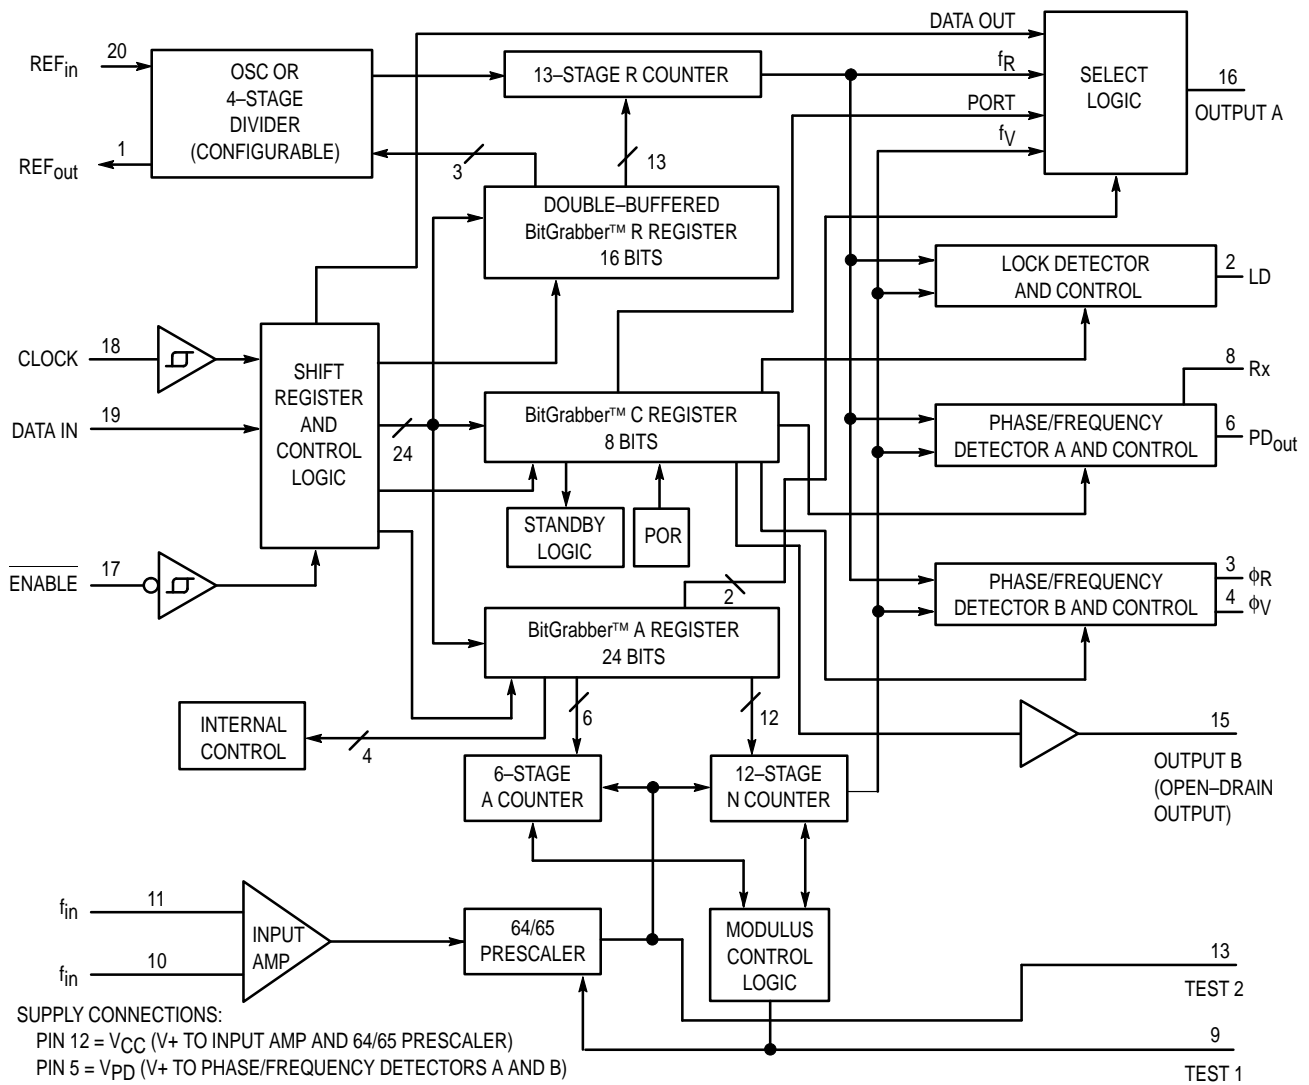 DATA OUT
20
REFin
OSC OR
4–STAGE
DIVIDER
(CONFIGURABLE)
13–STAGE R COUNTER
fR
SELECT
LOGIC
16
OUTPUT A
PORT
fV
1
REFout
3
13
DOUBLE–BUFFERED
BitGrabber™ R REGISTER
16 BITS
LOCK DETECTOR
AND CONTROL
2
LD
18
CLOCK
SHIFT
REGISTER
AND
CONTROL
LOGIC
8
Rx
19
DATA IN
24
BitGrabber™ C REGISTER
8 BITS
PHASE/FREQUENCY
DETECTOR A AND CONTROL
6
PDout
STANDBY
LOGIC
POR
17
ENABLE
2
PHASE/FREQUENCY
DETECTOR B AND CONTROL
3
ϕR
4
ϕV
BitGrabber™ A REGISTER
24 BITS
INTERNAL
CONTROL
4
6
12
15
OUTPUT B
(OPEN–DRAIN
OUTPUT)
6–STAGE
A COUNTER
12–STAGE
N COUNTER
11
fin
INPUT
AMP
10
fin
64/65
PRESCALER
MODULUS
CONTROL
LOGIC
13
TEST 2
9
TEST 1
SUPPLY CONNECTIONS:
PIN 12 = VCC (V+ TO INPUT AMP AND 64/65 PRESCALER)
PIN 5 = VPD (V+ TO PHASE/FREQUENCY DETECTORS A AND B)